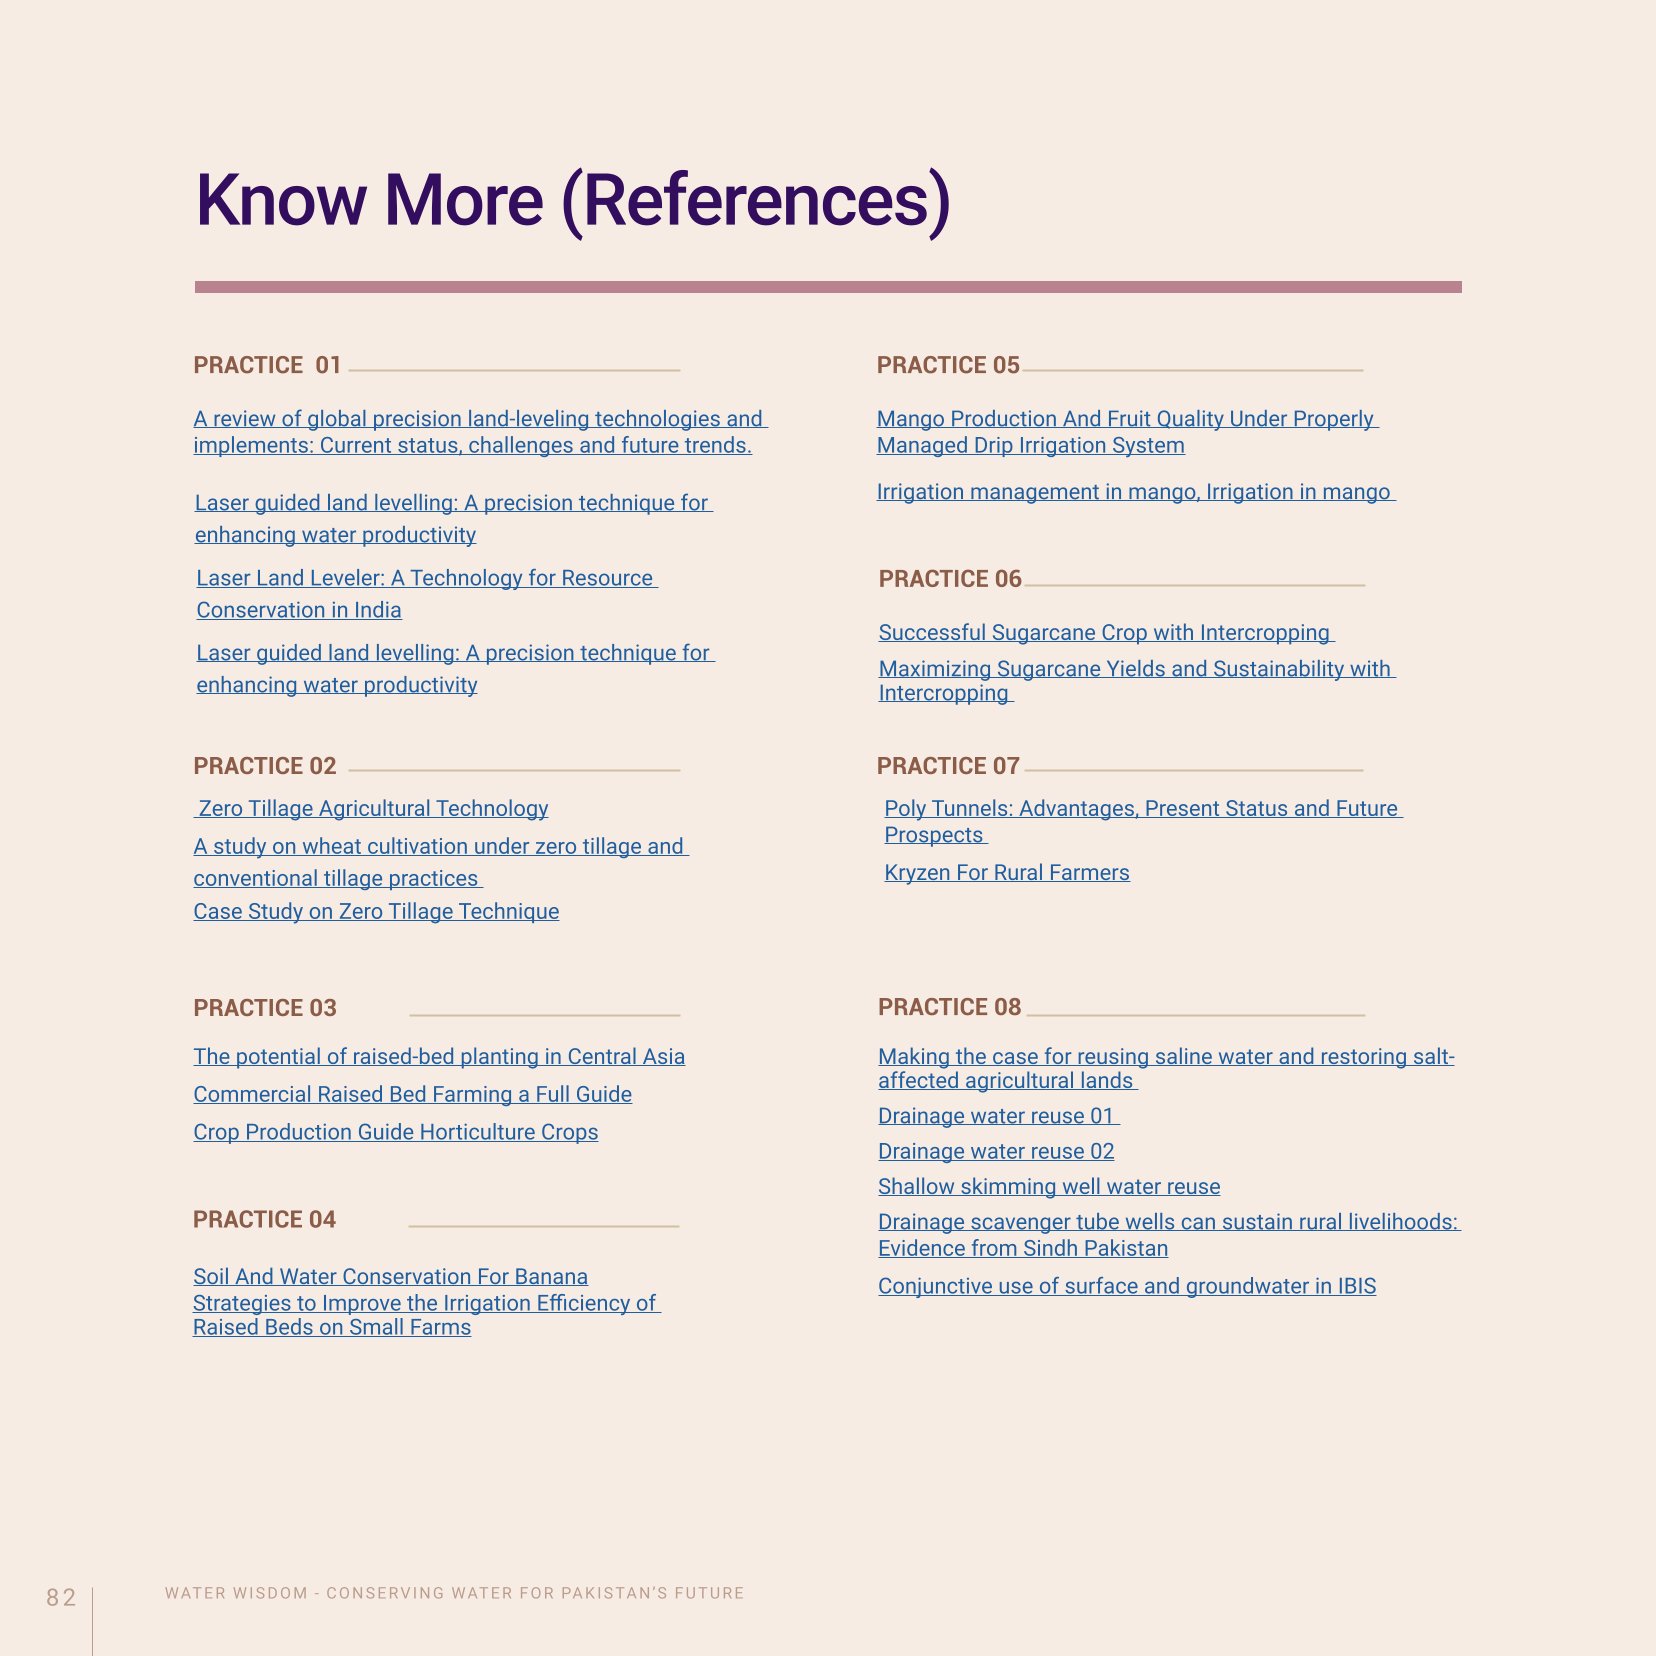 Know More (References)
PRACTICE  01
A review of global precision land-leveling technologies and
implements: Current status, challenges and future trends.
Laser guided land levelling: A precision technique for
enhancing water productivity
Laser Land Leveler: A Technology for Resource
Conservation in India
Laser guided land levelling: A precision technique for
enhancing water productivity
PRACTICE 02
Zero Tillage Agricultural Technology
A study on wheat cultivation under zero tillage and
conventional tillage practices
Case Study on Zero Tillage Technique
PRACTICE 03
The potential of raised-bed planting in Central Asia
Commercial Raised Bed Farming a Full Guide
Crop Production Guide Horticulture Crops
PRACTICE 04
Soil And Water Conservation For Banana
Strategies to Improve the Irrigation Efficiency of
Raised Beds on Small Farms
PRACTICE 05
Mango Production And Fruit Quality Under Properly
Managed Drip Irrigation System
Irrigation management in mango, Irrigation in mango
PRACTICE 06
Successful Sugarcane Crop with Intercropping
Maximizing Sugarcane Yields and Sustainability with
Intercropping
PRACTICE 07
Poly Tunnels: Advantages, Present Status and Future
Prospects
Kryzen For Rural Farmers
PRACTICE 08
Making the case for reusing saline water and restoring salt-
affected agricultural lands
Drainage water reuse 01
Drainage water reuse 02
Shallow skimming well water reuse
Drainage scavenger tube wells can sustain rural livelihoods:
Evidence from Sindh Pakistan
Conjunctive use of surface and groundwater in IBIS
82
WATER WISDOM - CONSERVING WATER FOR PAKISTAN’S FUTURE